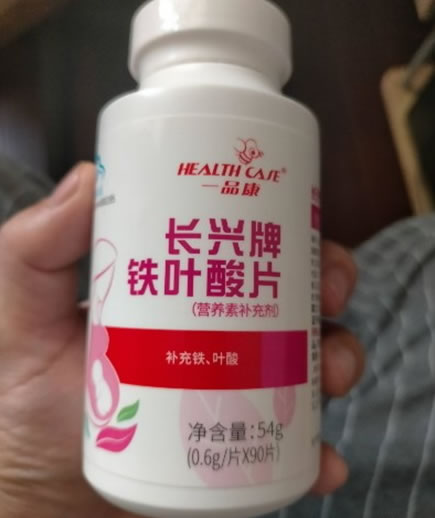 HEALTH CASE®
一品康
长兴牌
铁叶酸片
(营养素补充剂)
补充铁、叶酸
净含量:54g
(0.6g/片X90片)